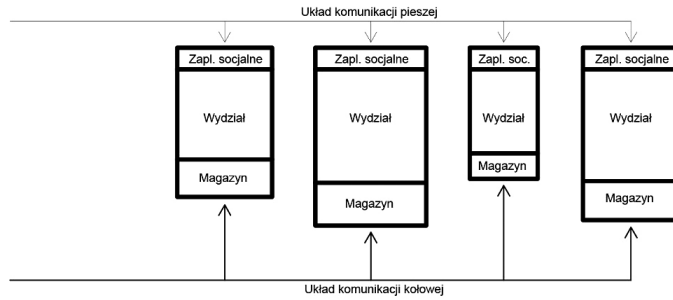 Układ komunikacji pieszej
Zapl. socjalne
Zapl. socjalne
Zapl. soc.
Zapl. socjalne
Wydział
Wydział
Wydział
Wydział
Magazyn
Magazyn
Magazyn
Magazyn
Układ komunikacji kołowej